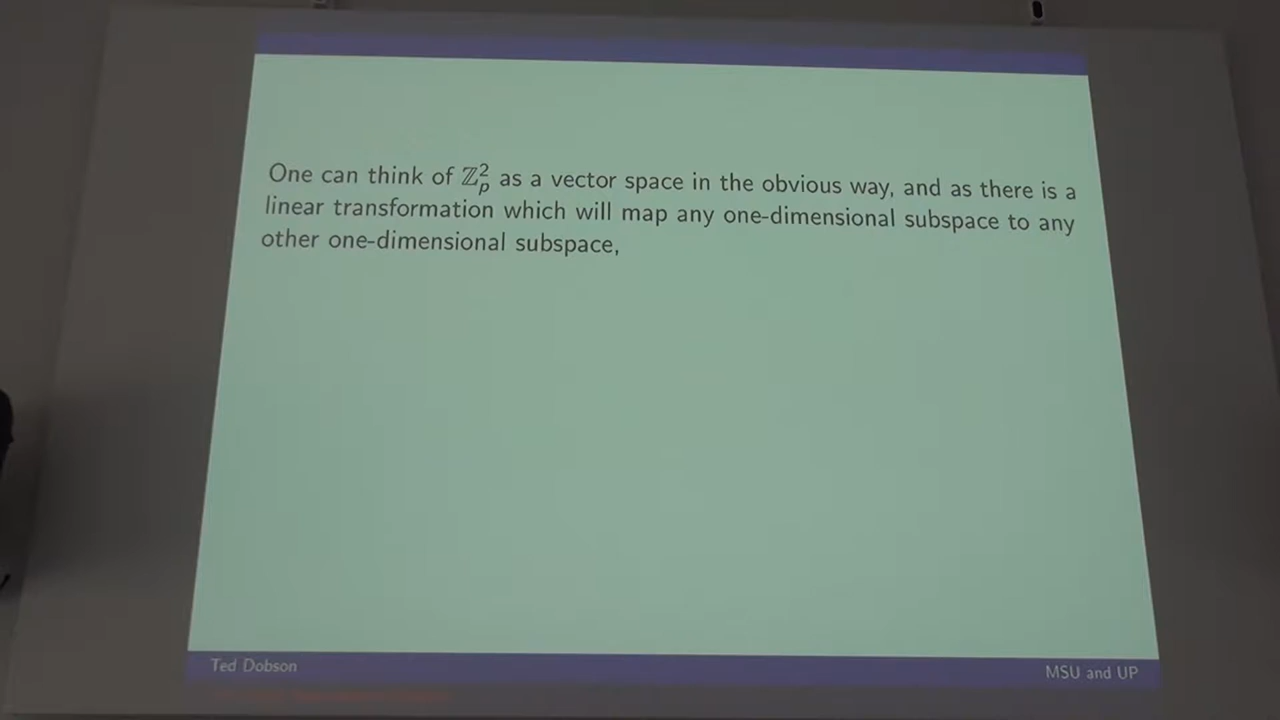 One can think of ℤ²ₚ as a vector space in the obvious way, and as there is a
linear transformation which will map any one-dimensional subspace to any
other one-dimensional subspace,
Ted Dobson
MSU and UP